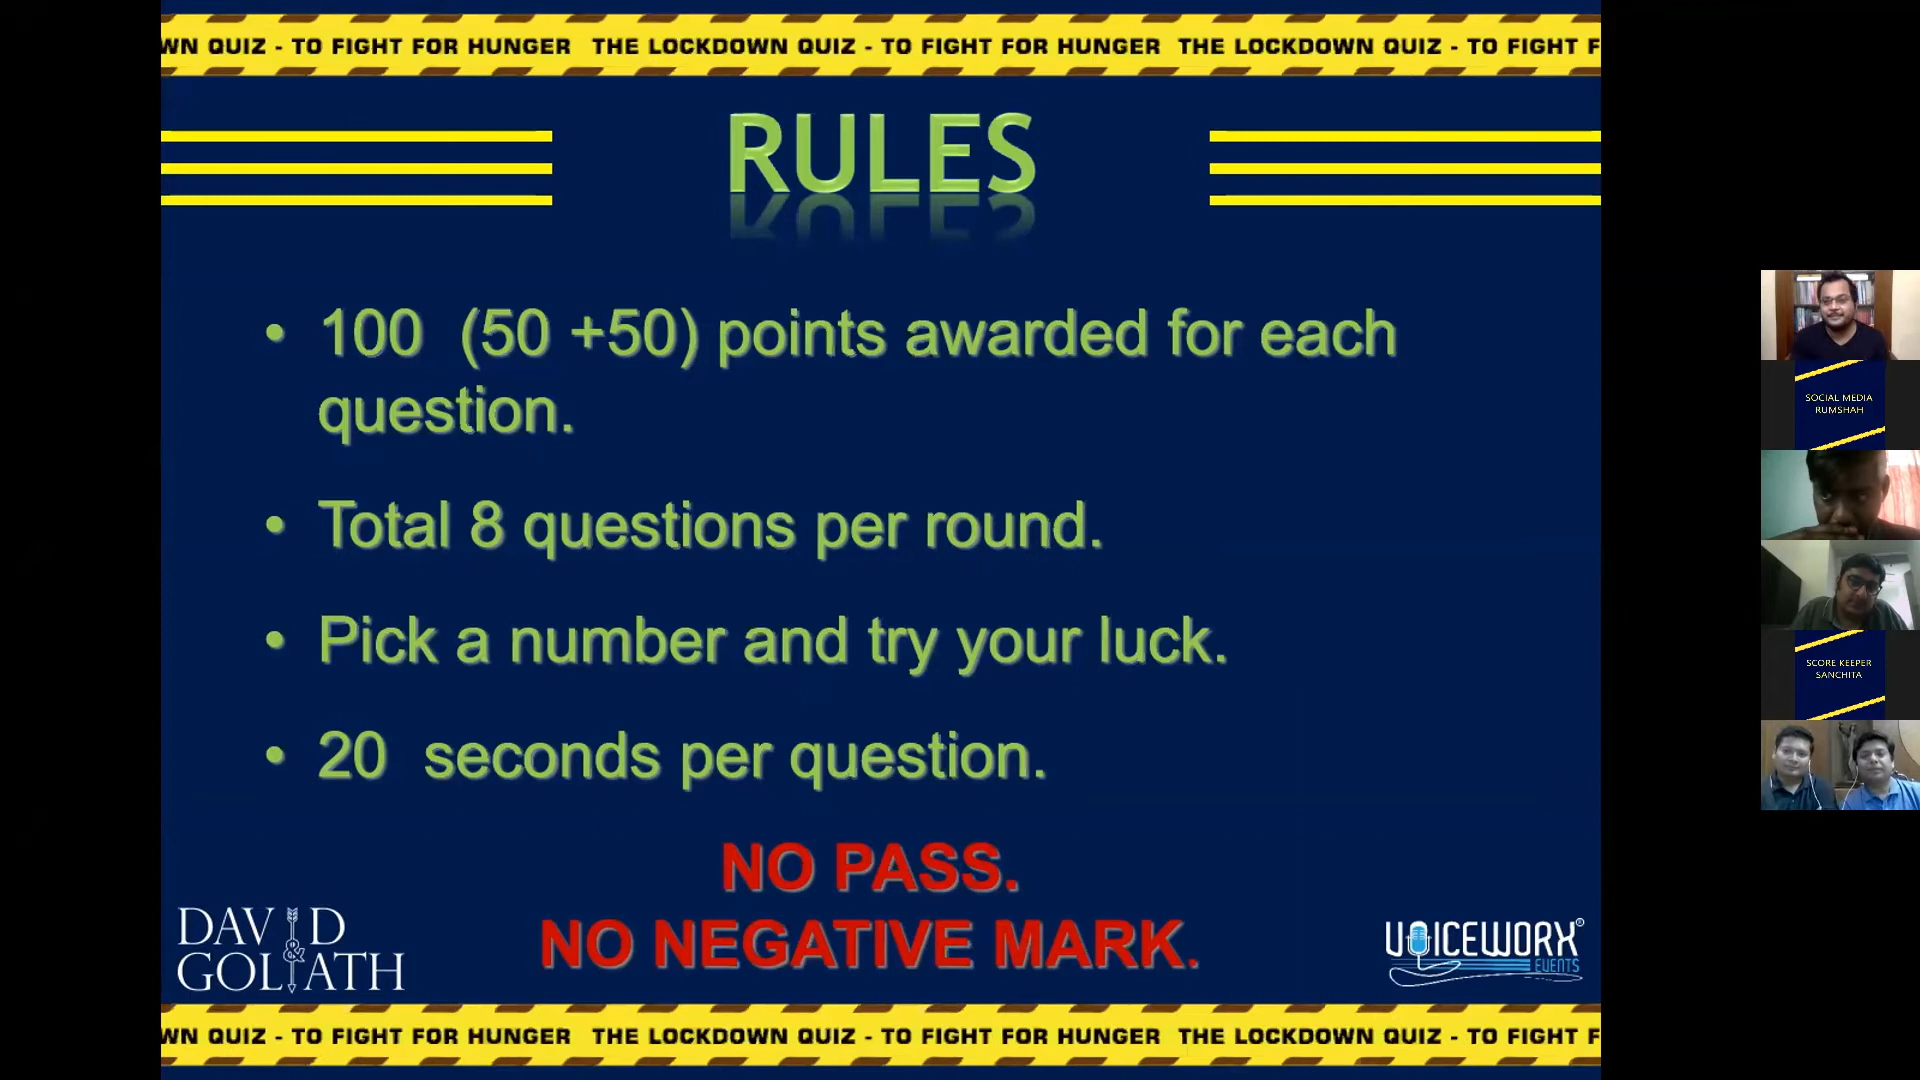 WN QUIZ - TO FIGHT FOR HUNGER THE LOCKDOWN QUIZ - TO FIGHT FOR HUNGER THE LOCKDOWN QUIZ - TO FIGHT F
RULES
• 100 (50 +50) points awarded for each
question.
• Total 8 questions per round.
• Pick a number and try your luck.
• 20 seconds per question.
NO PASS.
NO NEGATIVE MARK.
DAVID
&
GOLIATH
VOICEWORX®
EVENTS
WN QUIZ - TO FIGHT FOR HUNGER THE LOCKDOWN QUIZ - TO FIGHT FOR HUNGER THE LOCKDOWN QUIZ - TO FIGHT F
SOCIAL MEDIA
RUMSHAH
SCORE KEEPER
SANCHITA